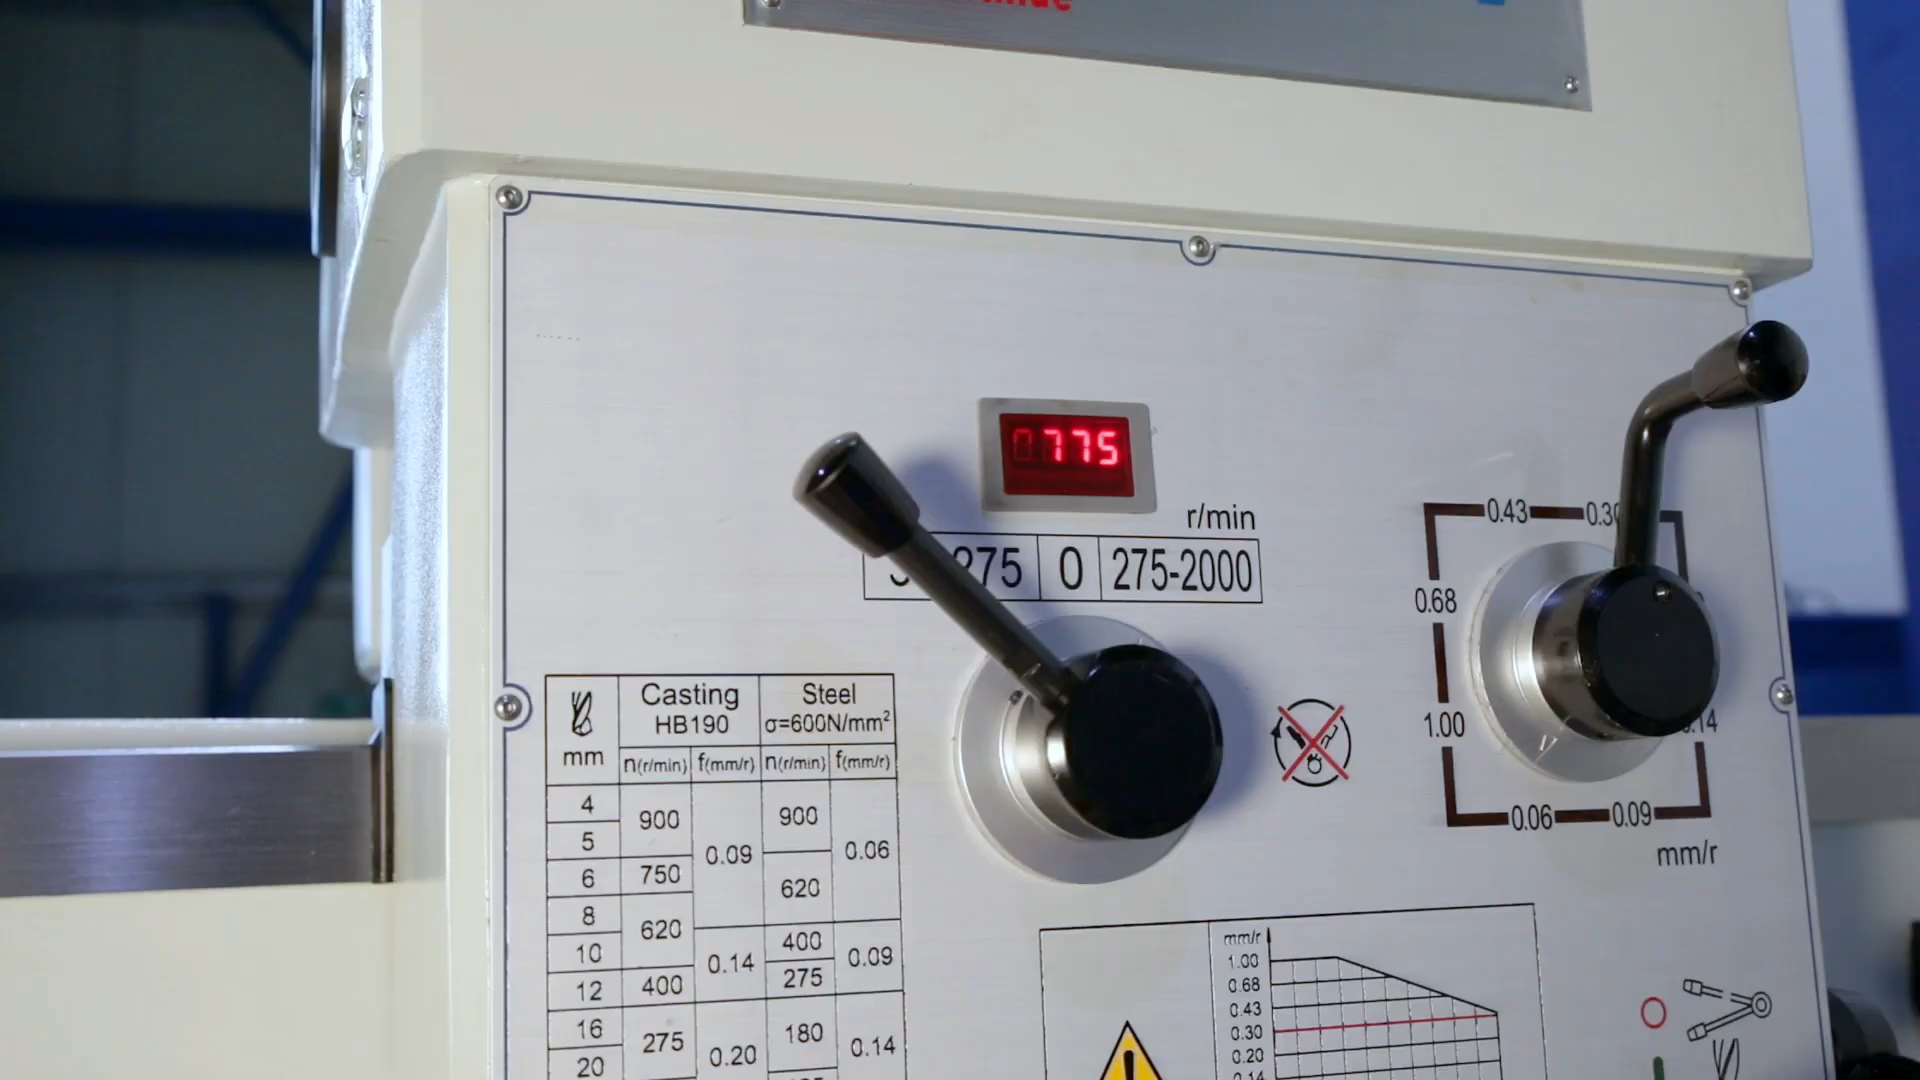 775
r/min
275 0 275-2000
0.43
0.68
1.00
0.06 0.09
mm/r
mm Casting HB190 Steel σ=600N/mm²
n(r/min) f(mm/r) n(r/min) f(mm/r)
4 900 0.09 900 0.06
5
6 750 620
8 620
10 0.14 400 0.09
12 400 275
16 275 0.20 180 0.14
20
mm/r
1.00
0.68
0.43
0.30
0.20
0.14